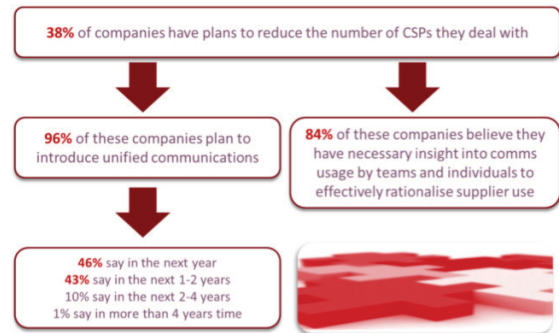 38% of companies have plans to reduce the number of CSPs they deal with
96% of these companies plan to
introduce unified communications
84% of these companies believe they
have necessary insight into comms
usage by teams and individuals to
effectively rationalise supplier use
46% say in the next year
43% say in the next 1-2 years
10% say in the next 2-4 years
1% say in more than 4 years time